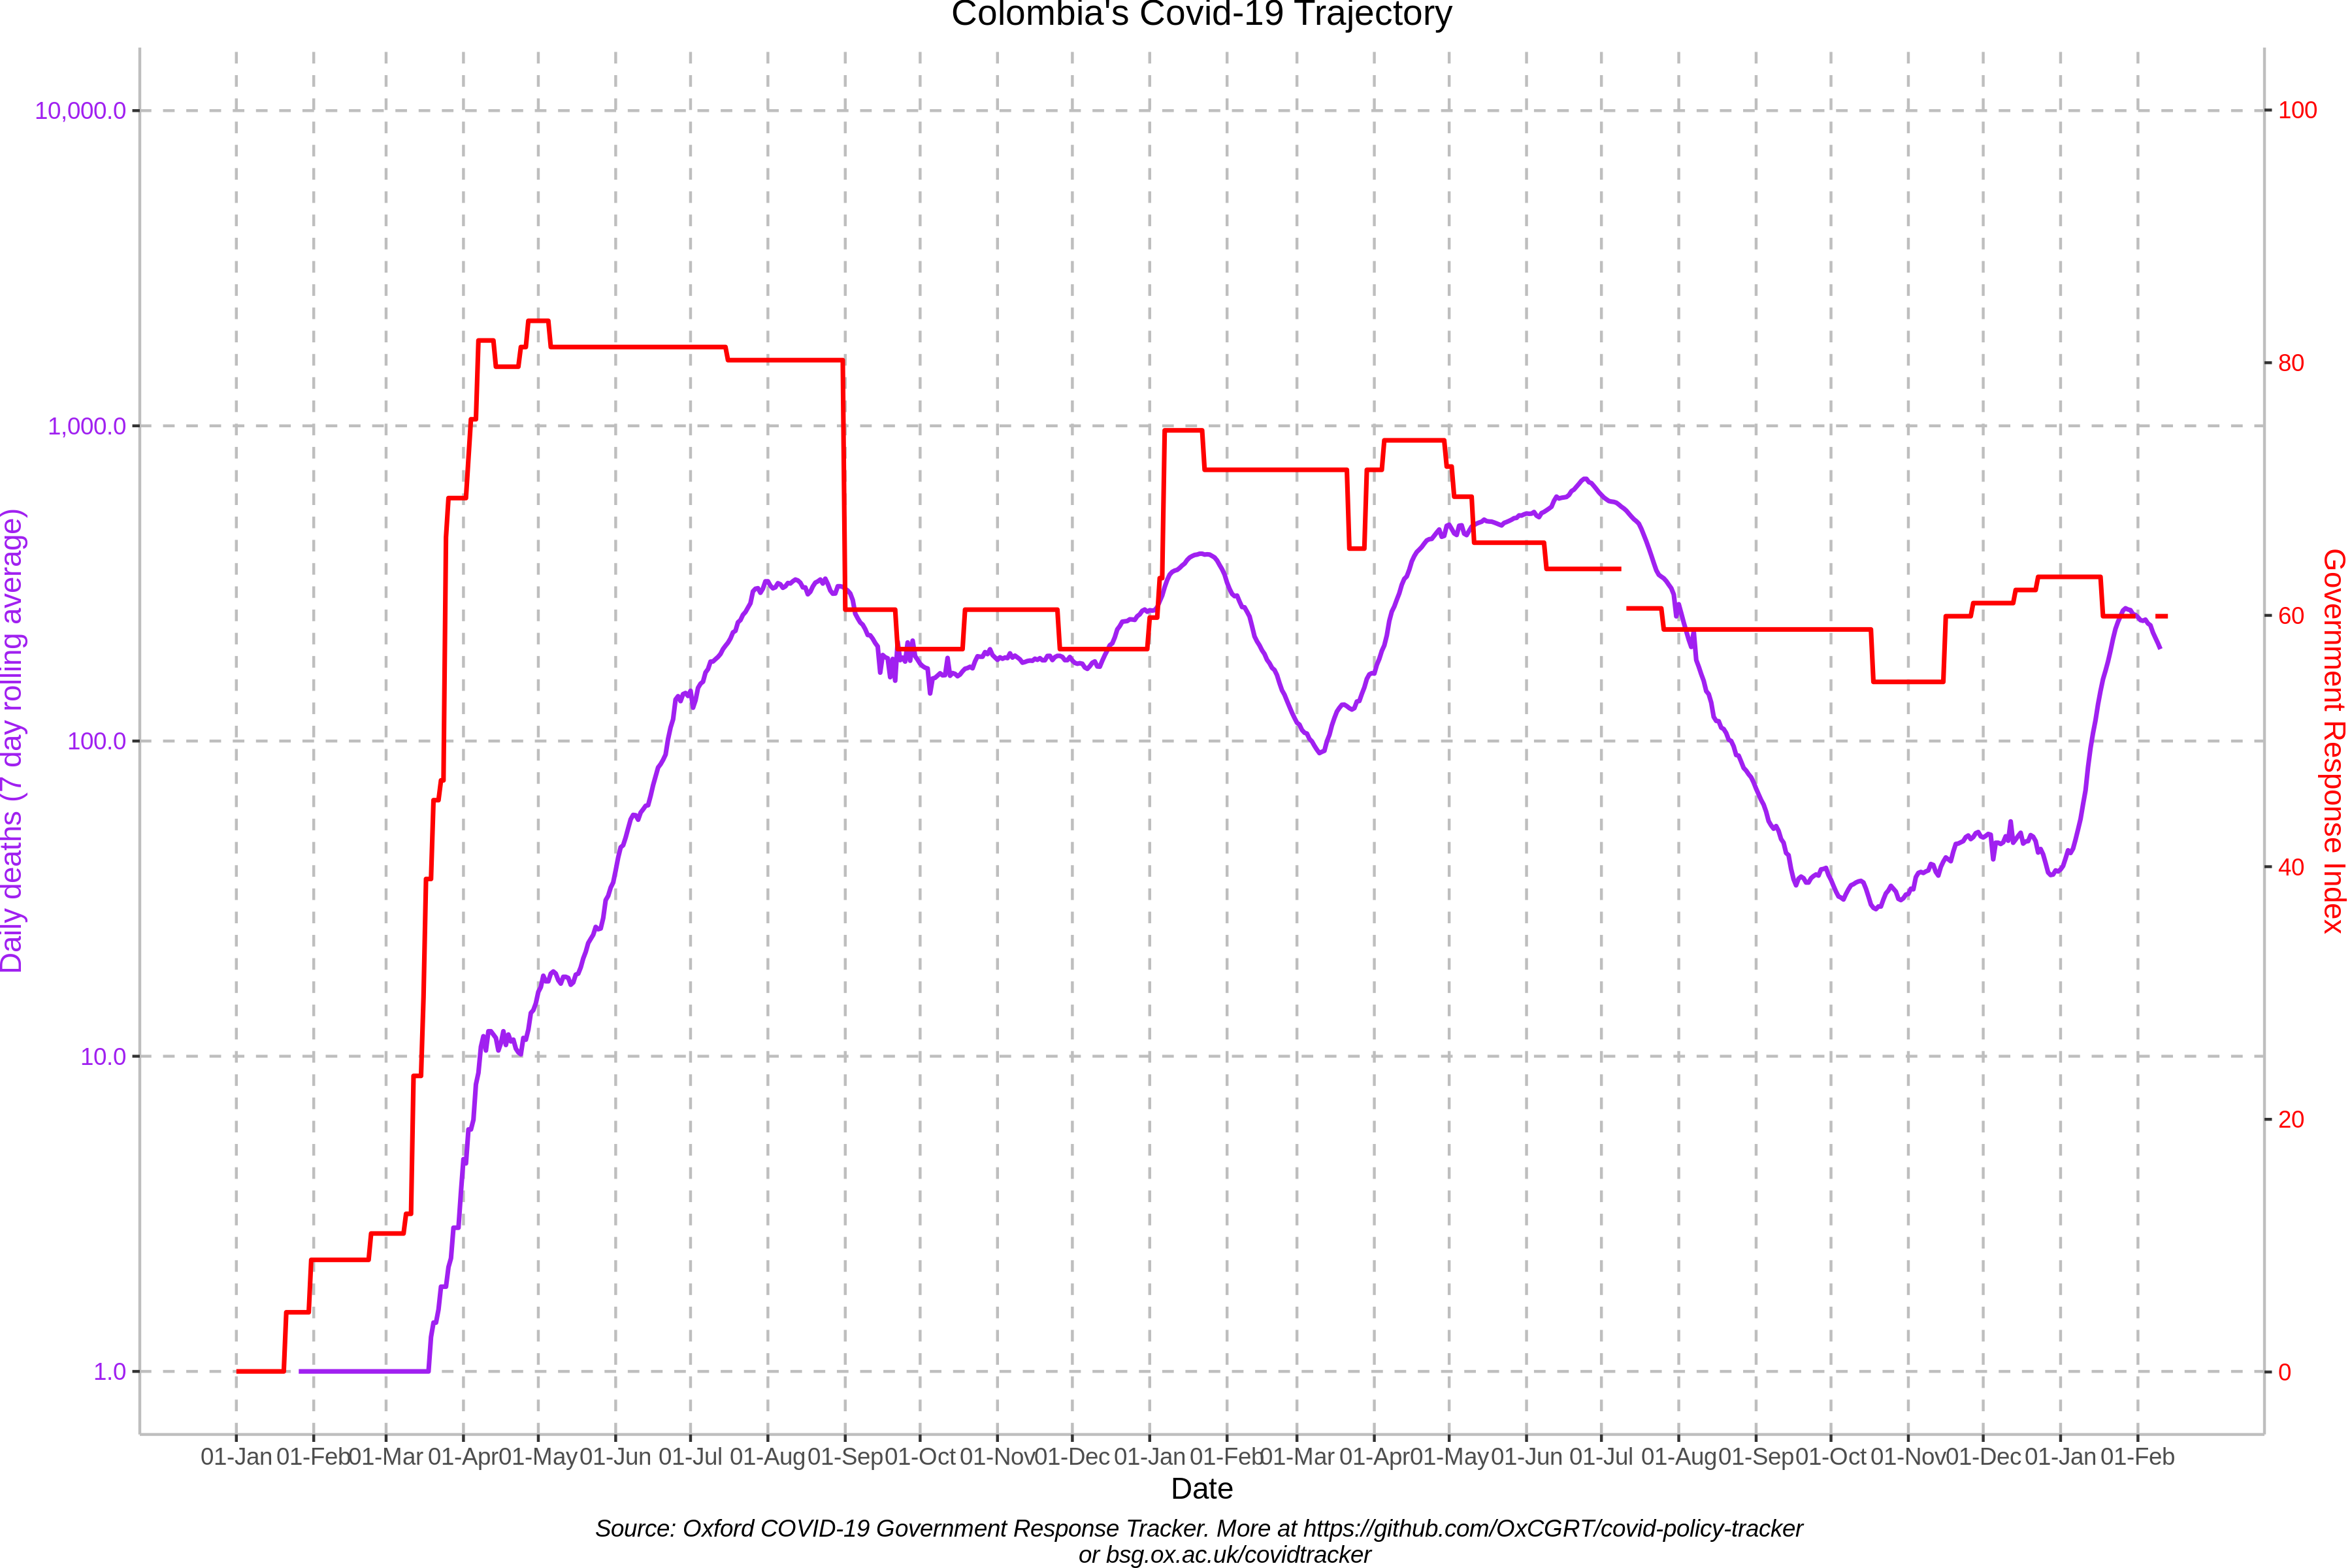 Colombia's Covid-19 Trajectory
10,000.0
1,000.0
100.0
10.0
1.0
Daily deaths (7 day rolling average)
100
80
60
40
20
0
Government Response Index
01-Jan 01-Feb 01-Mar 01-Apr 01-May 01-Jun 01-Jul 01-Aug 01-Sep 01-Oct 01-Nov 01-Dec 01-Jan 01-Feb 01-Mar 01-Apr 01-May 01-Jun 01-Jul 01-Aug 01-Sep 01-Oct 01-Nov 01-Dec 01-Jan 01-Feb
Date
Source: Oxford COVID-19 Government Response Tracker. More at https://github.com/OxCGRT/covid-policy-tracker
or bsg.ox.ac.uk/covidtracker